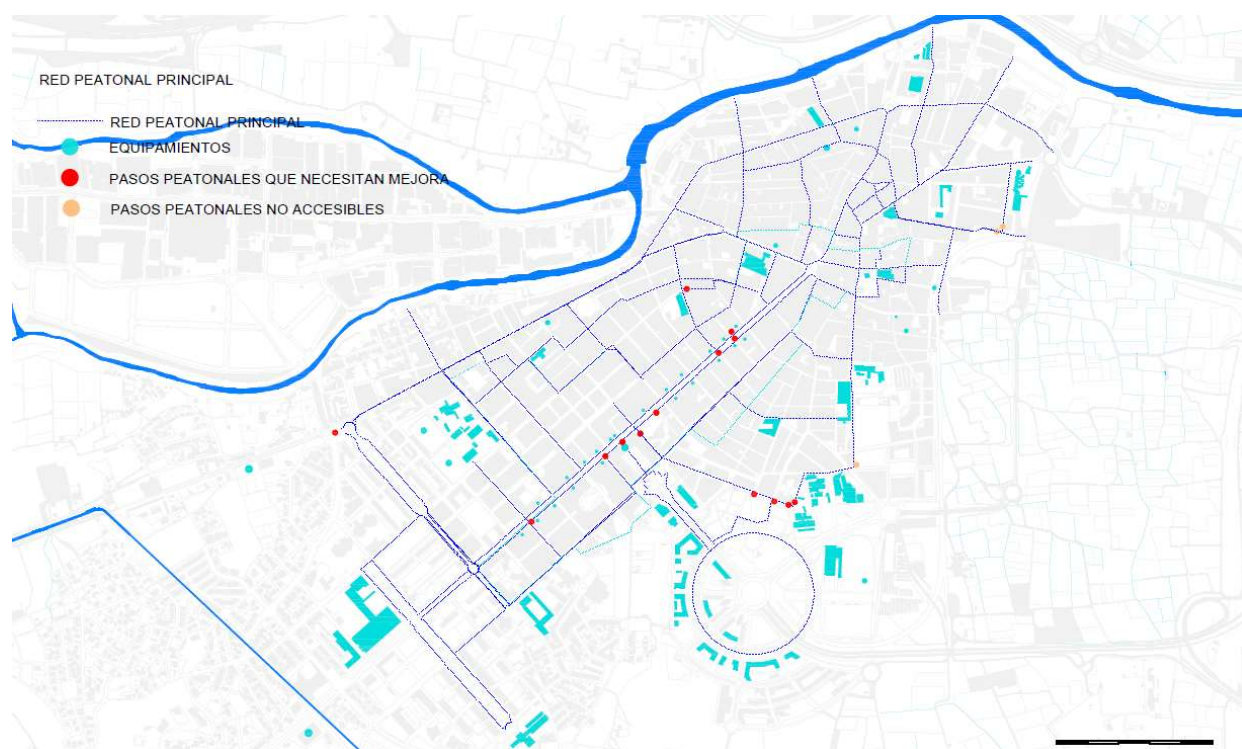 RED PEATONAL PRINCIPAL
RED PEATONAL PRINCIPAL
EQUIPAMIENTOS
PASOS PEATONALES QUE NECESITAN MEJORA
PASOS PEATONALES NO ACCESIBLES